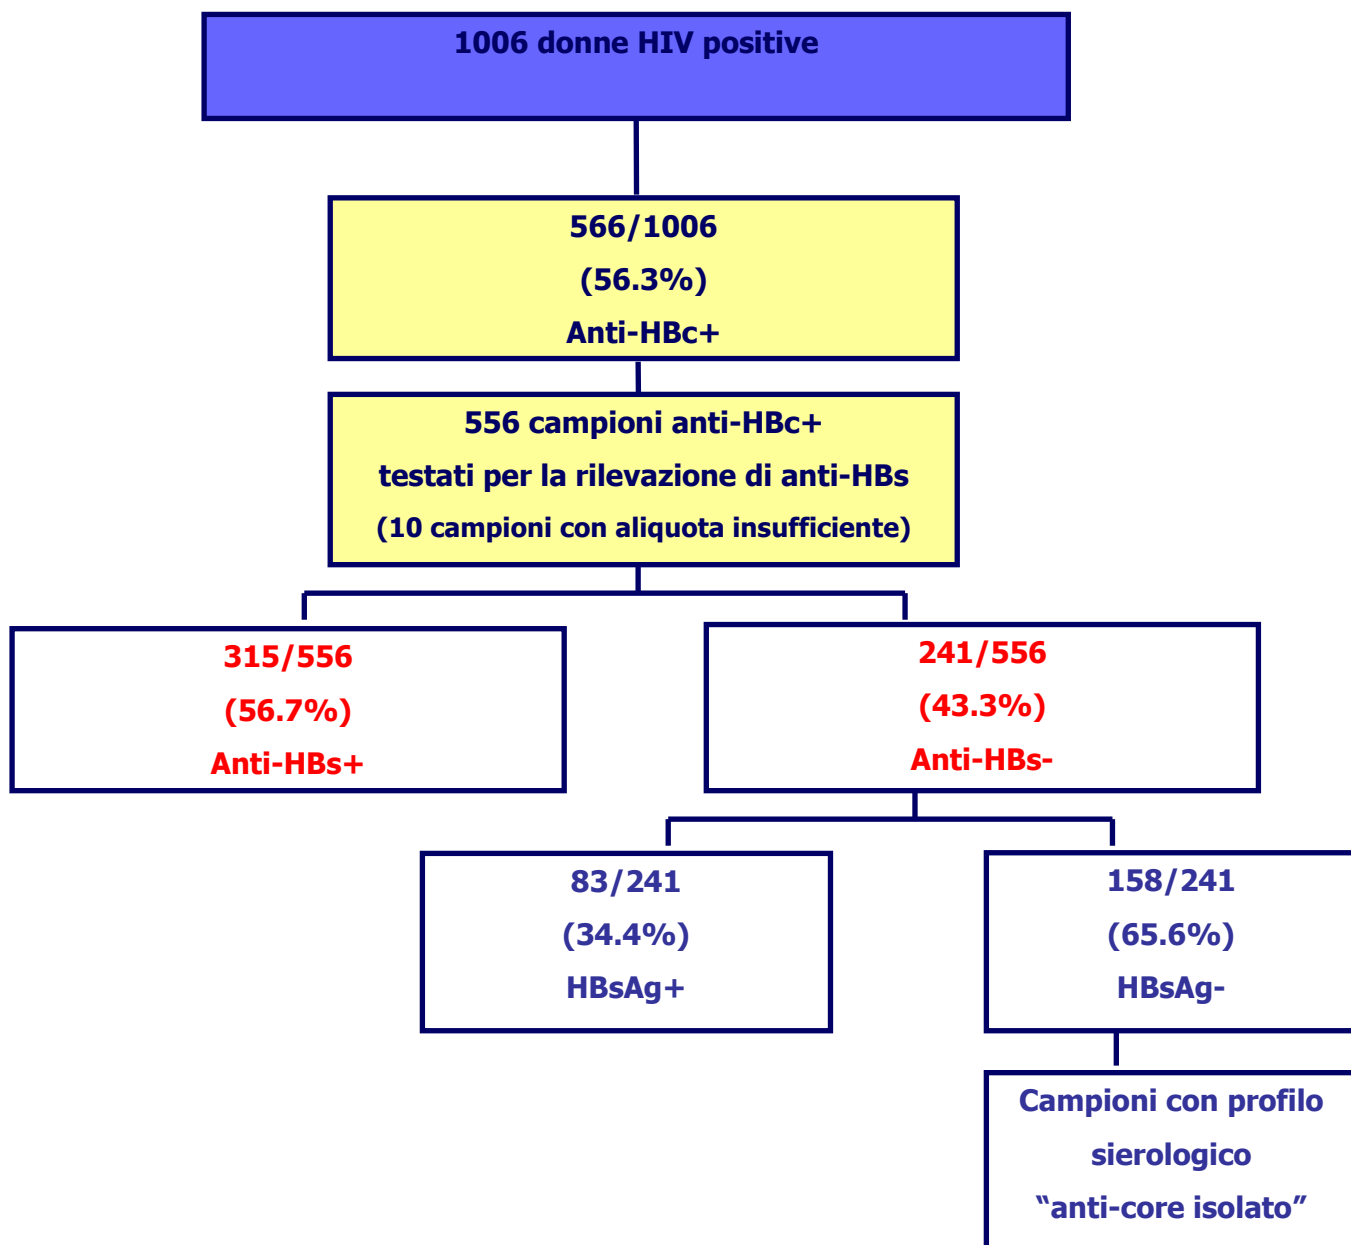 1006 donne HIV positive
566/1006
(56.3%)
Anti-HBc+
556 campioni anti-HBc+
testati per la rilevazione di anti-HBs
(10 campioni con aliquota insufficiente)
315/556
(56.7%)
Anti-HBs+
241/556
(43.3%)
Anti-HBs-
83/241
(34.4%)
HBsAg+
158/241
(65.6%)
HBsAg-
Campioni con profilo
sierologico
“anti-core isolato”